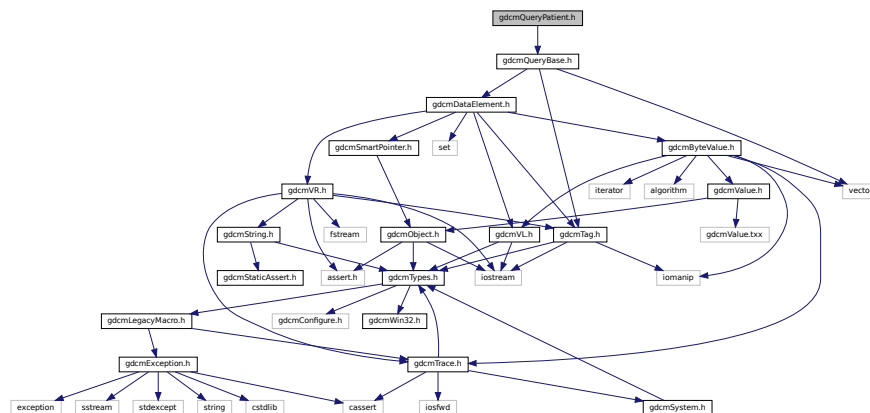 gdcmQueryPatient.h
gdcmQueryBase.h
gdcmDataElement.h
gdcmSmartPointer.h
set
gdcmByteValue.h
gdcmVR.h
iterator
algorithm
gdcmValue.h
vecto
gdcmString.h
fstream
gdcmObject.h
gdcmVL.h
gdcmTag.h
gdcmValue.txx
gdcmStaticAssert.h
assert.h
gdcmTypes.h
iostream
iomanip
gdcmLegacyMacro.h
gdcmConfigure.h
gdcmWin32.h
gdcmException.h
gdcmTrace.h
exception
sstream
stdexcept
string
cstdlib
cassert
iosfwd
gdcmSystem.h